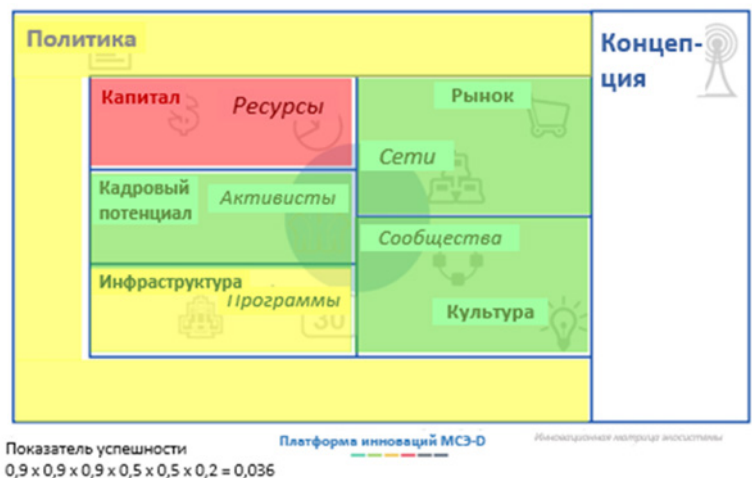 Политика
Концеп-
ция
Капитал
Ресурсы
Рынок
Сети
Кадровый
потенциал
Активисты
Сообщества
Инфраструктура
Программы
30
Культура
Показатель успешности
0,9 x 0,9 x 0,9 x 0,5 x 0,5 x 0,2 = 0,036
Платформа инноваций МСЭ-D
Инновационная матрица экосистемы